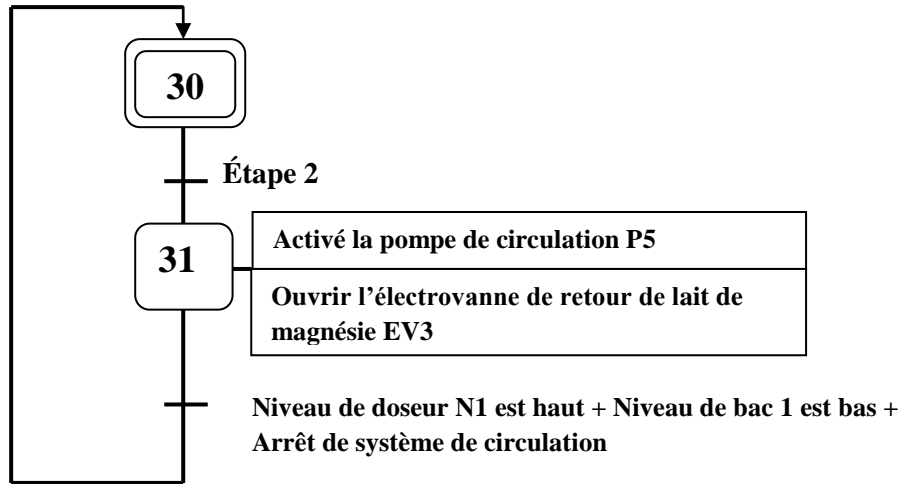 30
Étape 2
31
Activé la pompe de circulation P5
Ouvrir l’électrovanne de retour de lait de
magnésie EV3
Niveau de doseur N1 est haut + Niveau de bac 1 est bas +
Arrêt de système de circulation